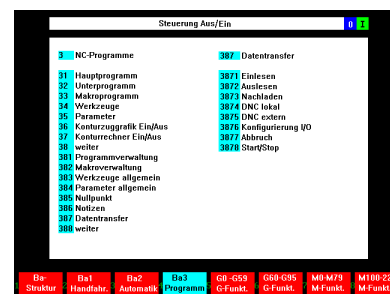 Steuerung Aus/Ein
0 I
3 NC-Programme
31 Hauptprogramm
32 Unterprogramm
33 Makroprogramm
34 Werkzeuge
35 Parameter
36 Konturzuggrafik Ein/Aus
37 Konturrechner Ein/Aus
38 weiter
381 Programmverwaltung
382 Makroverwaltung
383 Werkzeuge allgemein
384 Parameter allgemein
385 Nullpunkt
386 Notizen
387 Datentransfer
388 weiter
387 Datentransfer
3871 Einlesen
3872 Auslesen
3873 Nachladen
3874 DNC lokal
3875 DNC extern
3876 Konfigurierung I/O
3877 Abbruch
3878 Start/Stop
Ba- Ba1 Ba2 Ba3 G0 -G59 G60-G95 M0-M79 M100-22
Struktur Handfahr. Automatik Programm G-Funkt. G-Funkt. M-Funkt. M-Funkt